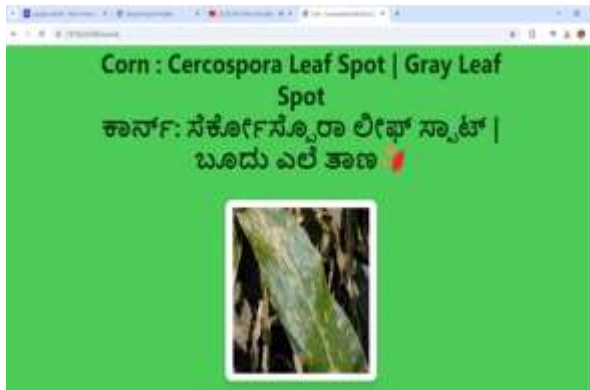 Corn : Cercospora Leaf Spot | Gray Leaf
Spot
ಕಾರ್ನ್: ಸೆರ್ಕೋಸ್ಪೊರಾ ಲೀಫ್ ಸ್ಪಾಟ್ |
ಬೂದು ಎಲೆ ತಾಣ